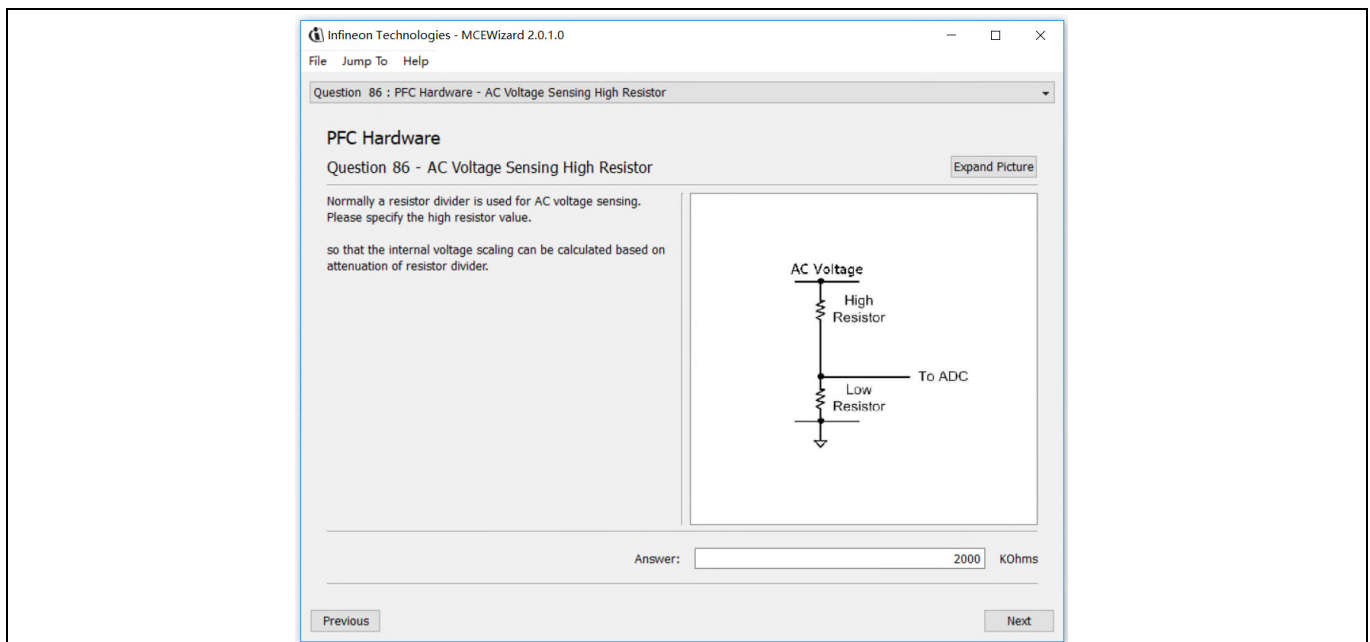 Infineon Technologies - MCEWizard 2.0.1.0
File Jump To Help
Question 86 : PFC Hardware - AC Voltage Sensing High Resistor
PFC Hardware
Question 86 - AC Voltage Sensing High Resistor
Expand Picture
Normally a resistor divider is used for AC voltage sensing.
Please specify the high resistor value.
so that the internal voltage scaling can be calculated based on
attenuation of resistor divider.
AC Voltage
High
Resistor
To ADC
Low
Resistor
Answer: 2000 KOhms
Previous Next